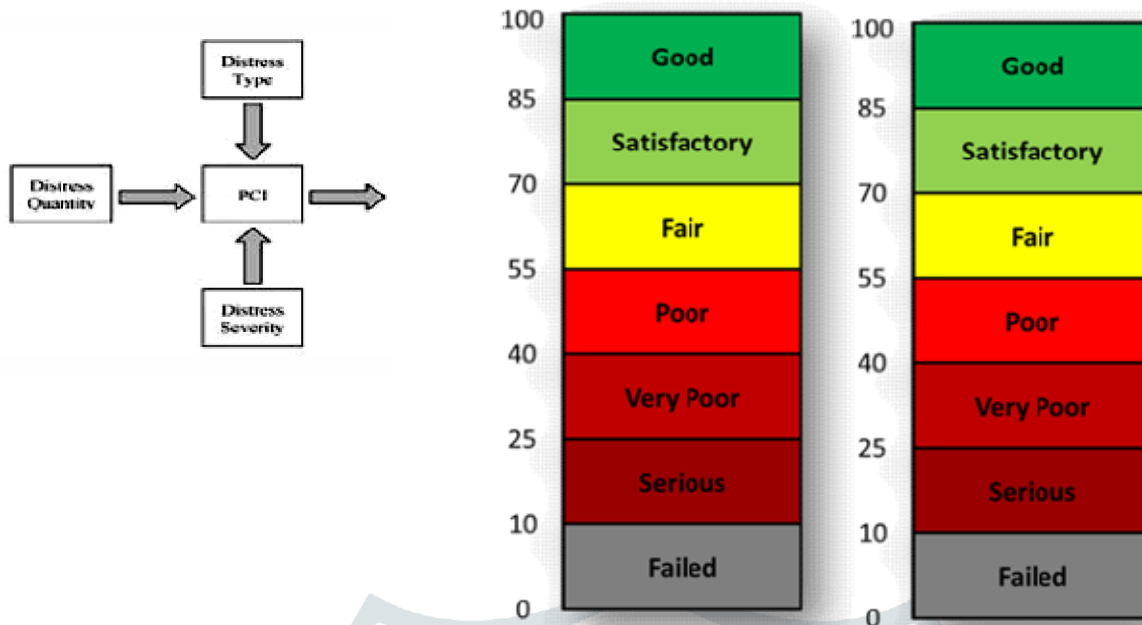 Distress
Type
Distress
Quantity
PCI
Distress
Severity
100
Good
85
Satisfactory
70
Fair
55
Poor
40
Very Poor
25
Serious
10
Failed
0
100
Good
85
Satisfactory
70
Fair
55
Poor
40
Very Poor
25
Serious
10
Failed
0